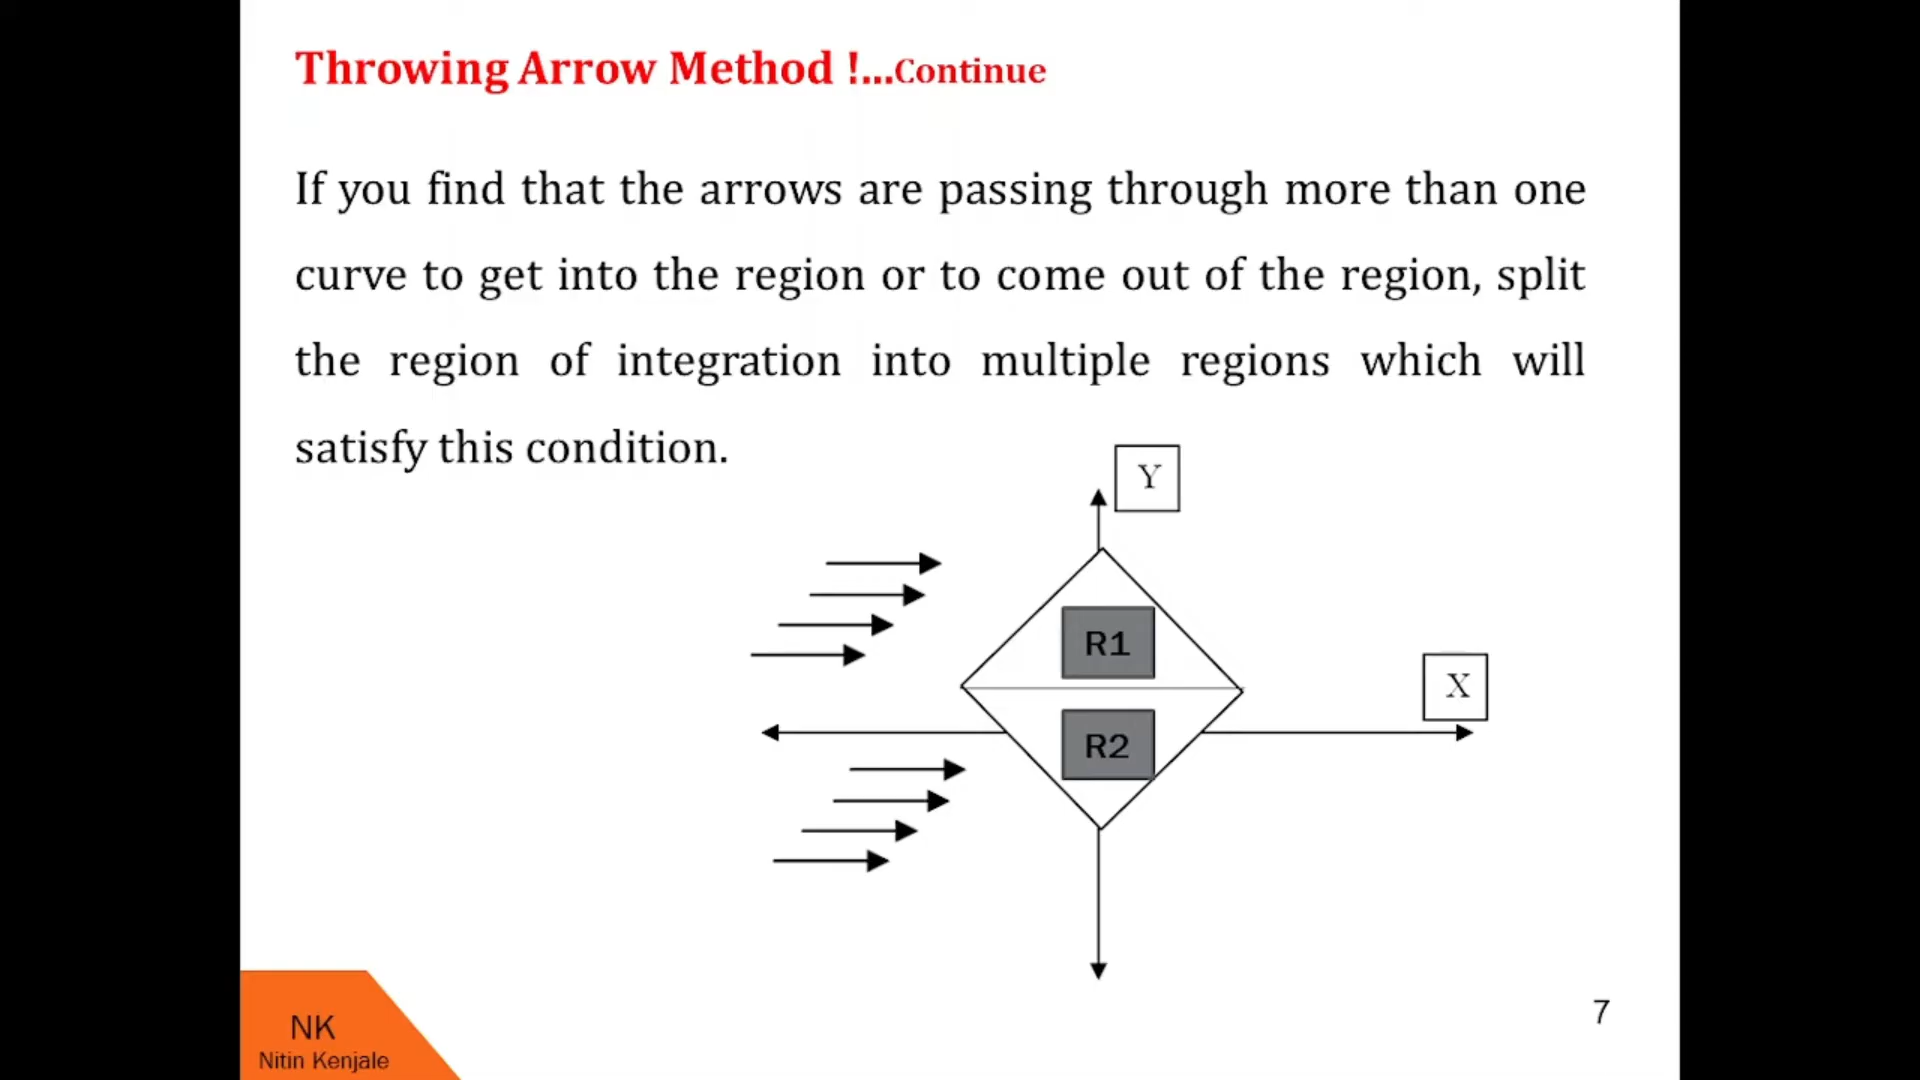 Throwing Arrow Method !...Continue
If you find that the arrows are passing through more than one
curve to get into the region or to come out of the region, split
the region of integration into multiple regions which will
satisfy this condition.
Y
R1
X
R2
7
NK
Nitin Kenjale